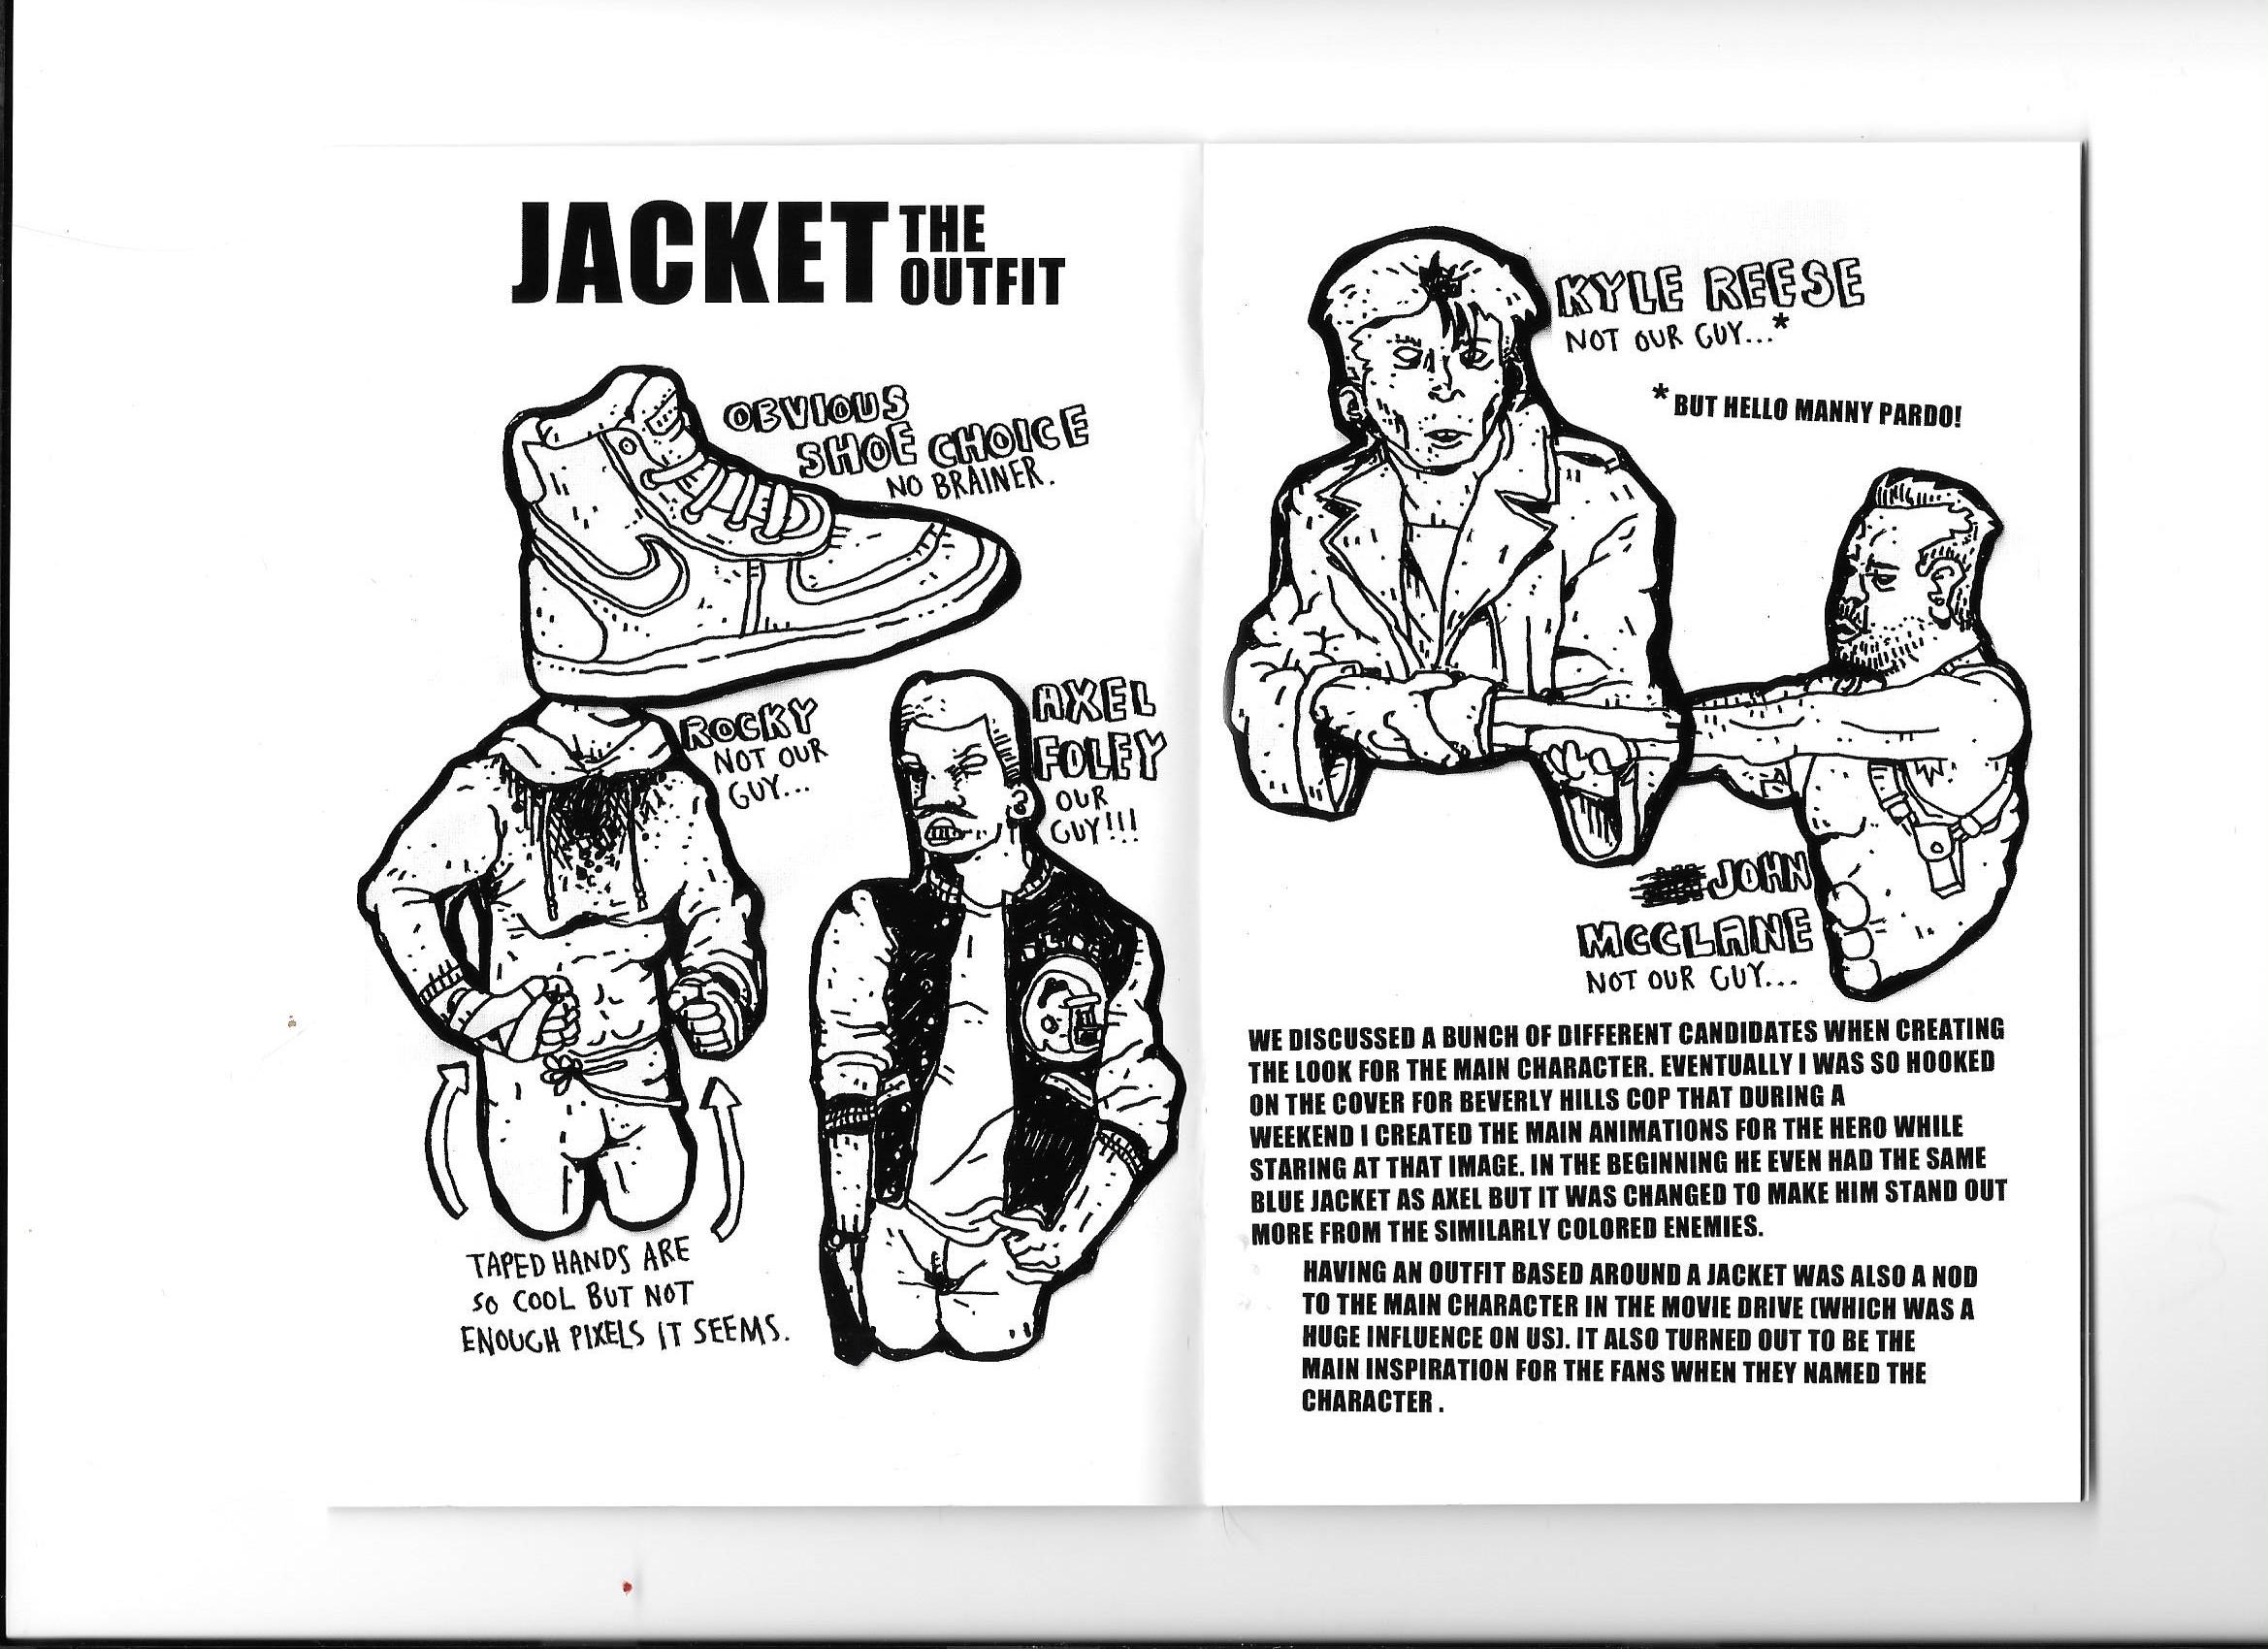 JACKET THE
OUTFIT
OBVIOUS
SHOE CHOICE
NO BRAINER.
ROCKY
NOT OUR
GUY...
AXEL
FOLEY
OUR
GUY!!!
TAPED HANDS ARE
SO COOL BUT NOT
ENOUGH PIXELS IT SEEMS.
KYLE REESE
NOT OUR GUY...*
* BUT HELLO MANNY PARDO!
JOHN
MCCLANE
NOT OUR GUY...
WE DISCUSSED A BUNCH OF DIFFERENT CANDIDATES WHEN CREATING
THE LOOK FOR THE MAIN CHARACTER. EVENTUALLY I WAS SO HOOKED
ON THE COVER FOR BEVERLY HILLS COP THAT DURING A
WEEKEND I CREATED THE MAIN ANIMATIONS FOR THE HERO WHILE
STARING AT THAT IMAGE. IN THE BEGINNING HE EVEN HAD THE SAME
BLUE JACKET AS AXEL BUT IT WAS CHANGED TO MAKE HIM STAND OUT
MORE FROM THE SIMILARLY COLORED ENEMIES.
HAVING AN OUTFIT BASED AROUND A JACKET WAS ALSO A NOD
TO THE MAIN CHARACTER IN THE MOVIE DRIVE (WHICH WAS A
HUGE INFLUENCE ON US). IT ALSO TURNED OUT TO BE THE
MAIN INSPIRATION FOR THE FANS WHEN THEY NAMED THE
CHARACTER .